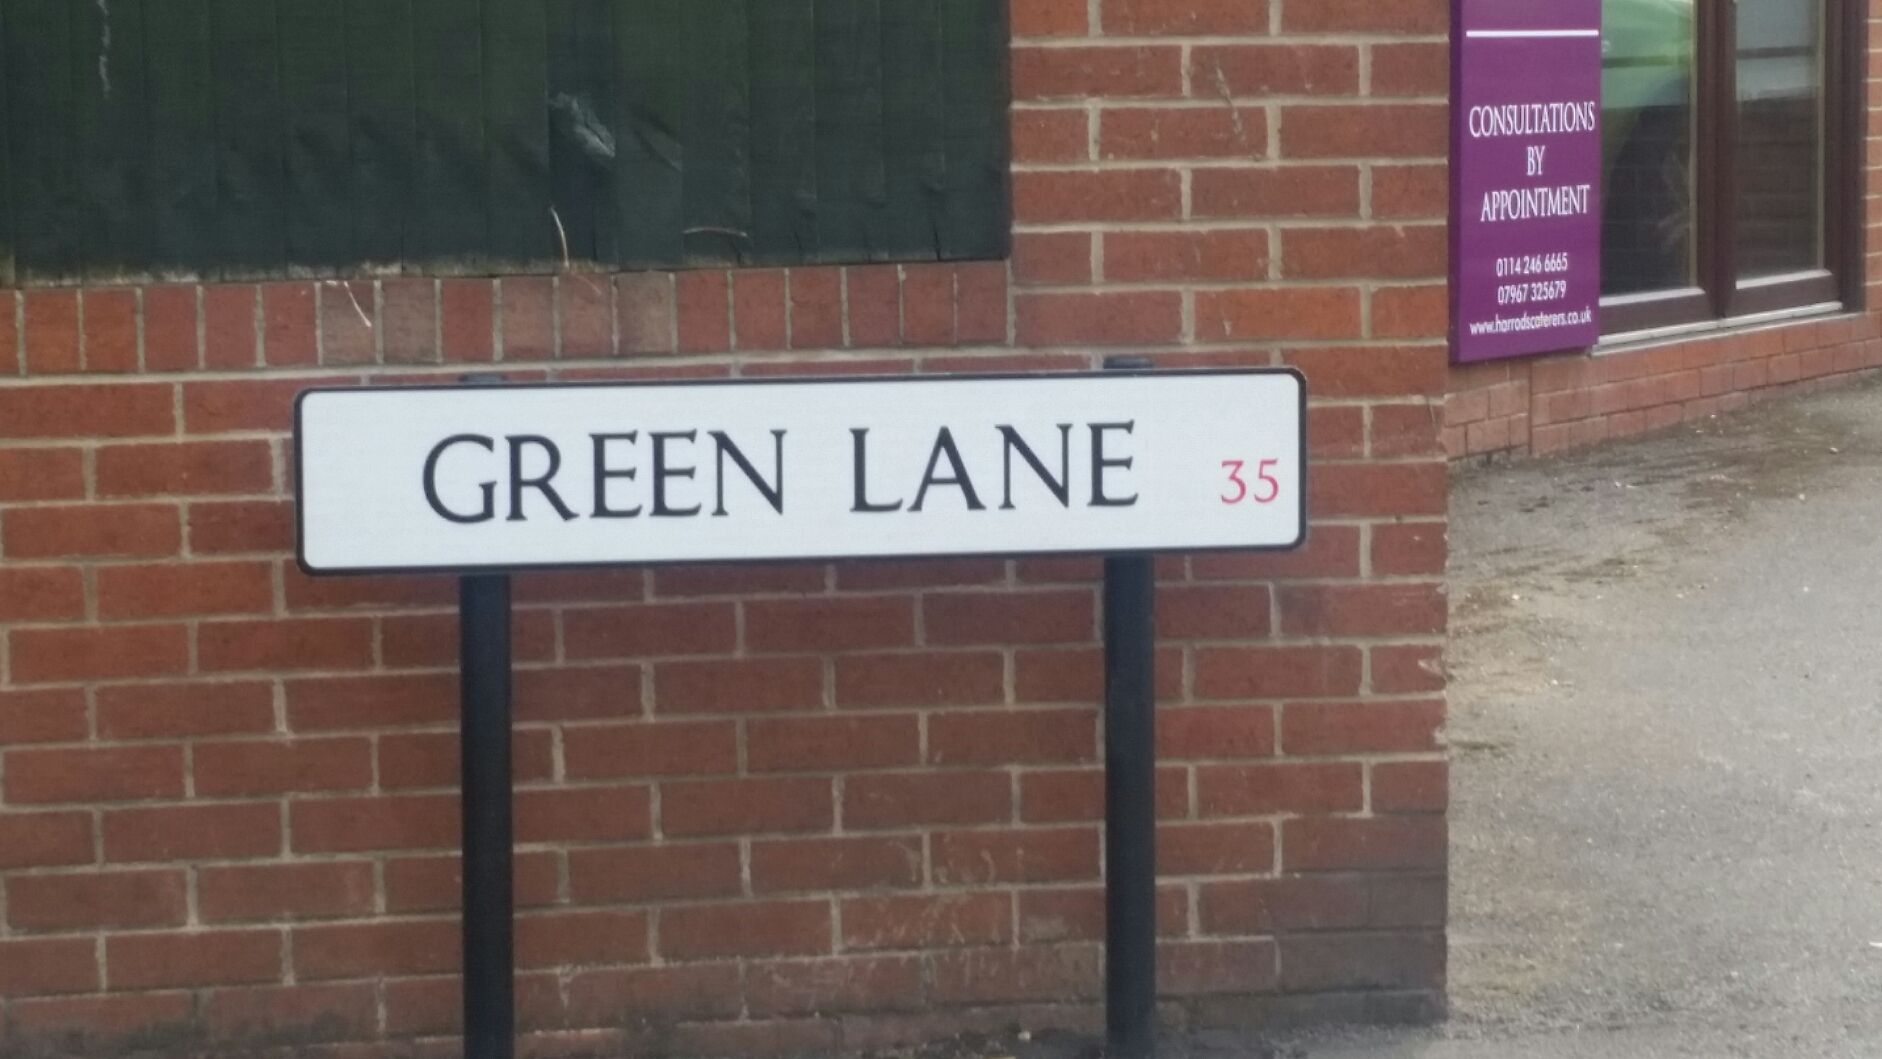 GREEN LANE 35
CONSULTATIONS
BY
APPOINTMENT
0114 246 6665
07967 325679
www.harrodscaterers.co.uk